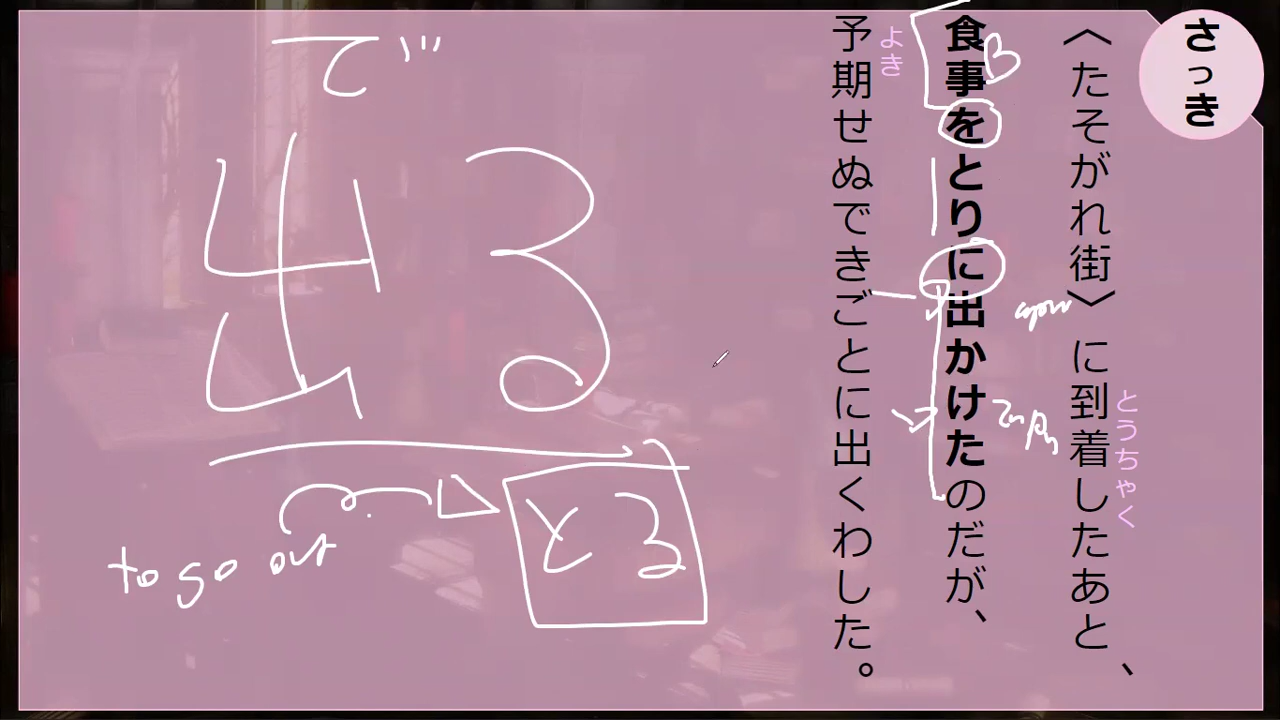 さっき
〈たそがれ街〉に到着したあと、
とうちゃく
食事をとりに出かけたのだが、
予期せぬできごとに出くわした。
よき
で
出る
to go out
とる
B